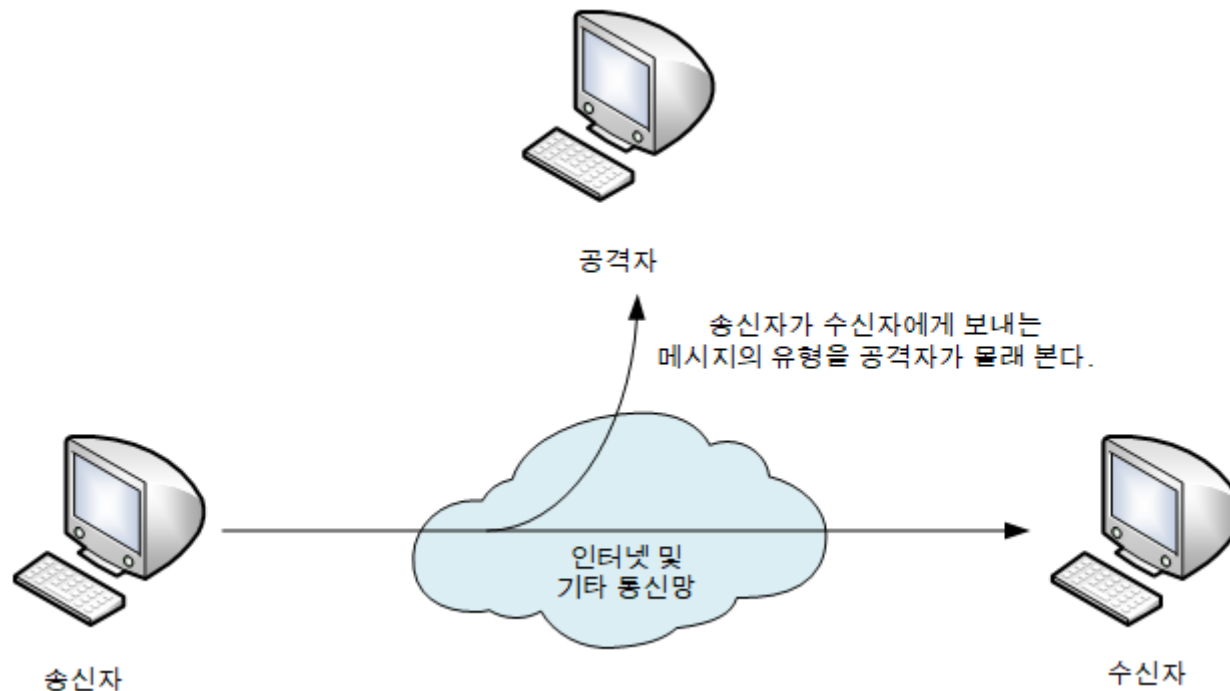 공격자
송신자가 수신자에게 보내는
메시지의 유형을 공격자가 몰래 본다.
인터넷 및
기타 통신망
송신자
수신자